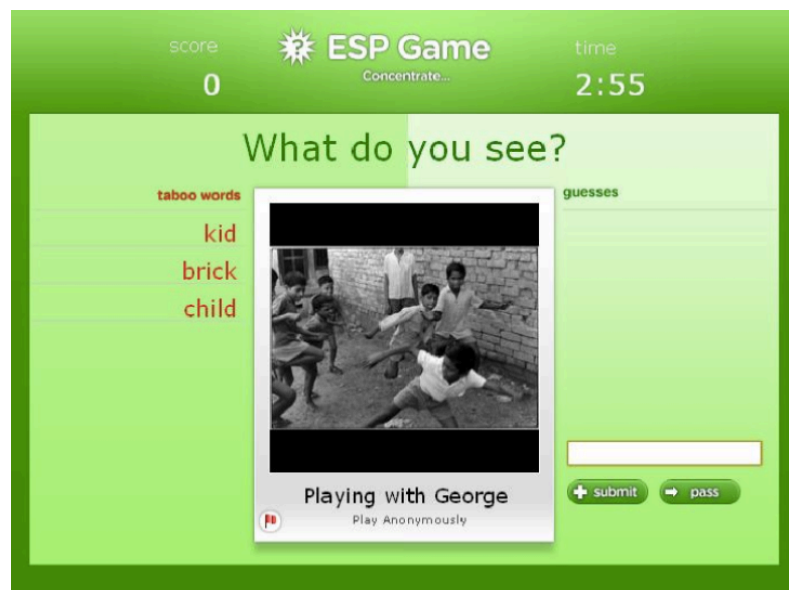 score
ESP Game
time
0
Concentrate...
2:55
What do you see?
taboo words
guesses
kid
brick
child
Playing with George
submit
pass
Play Anonymously